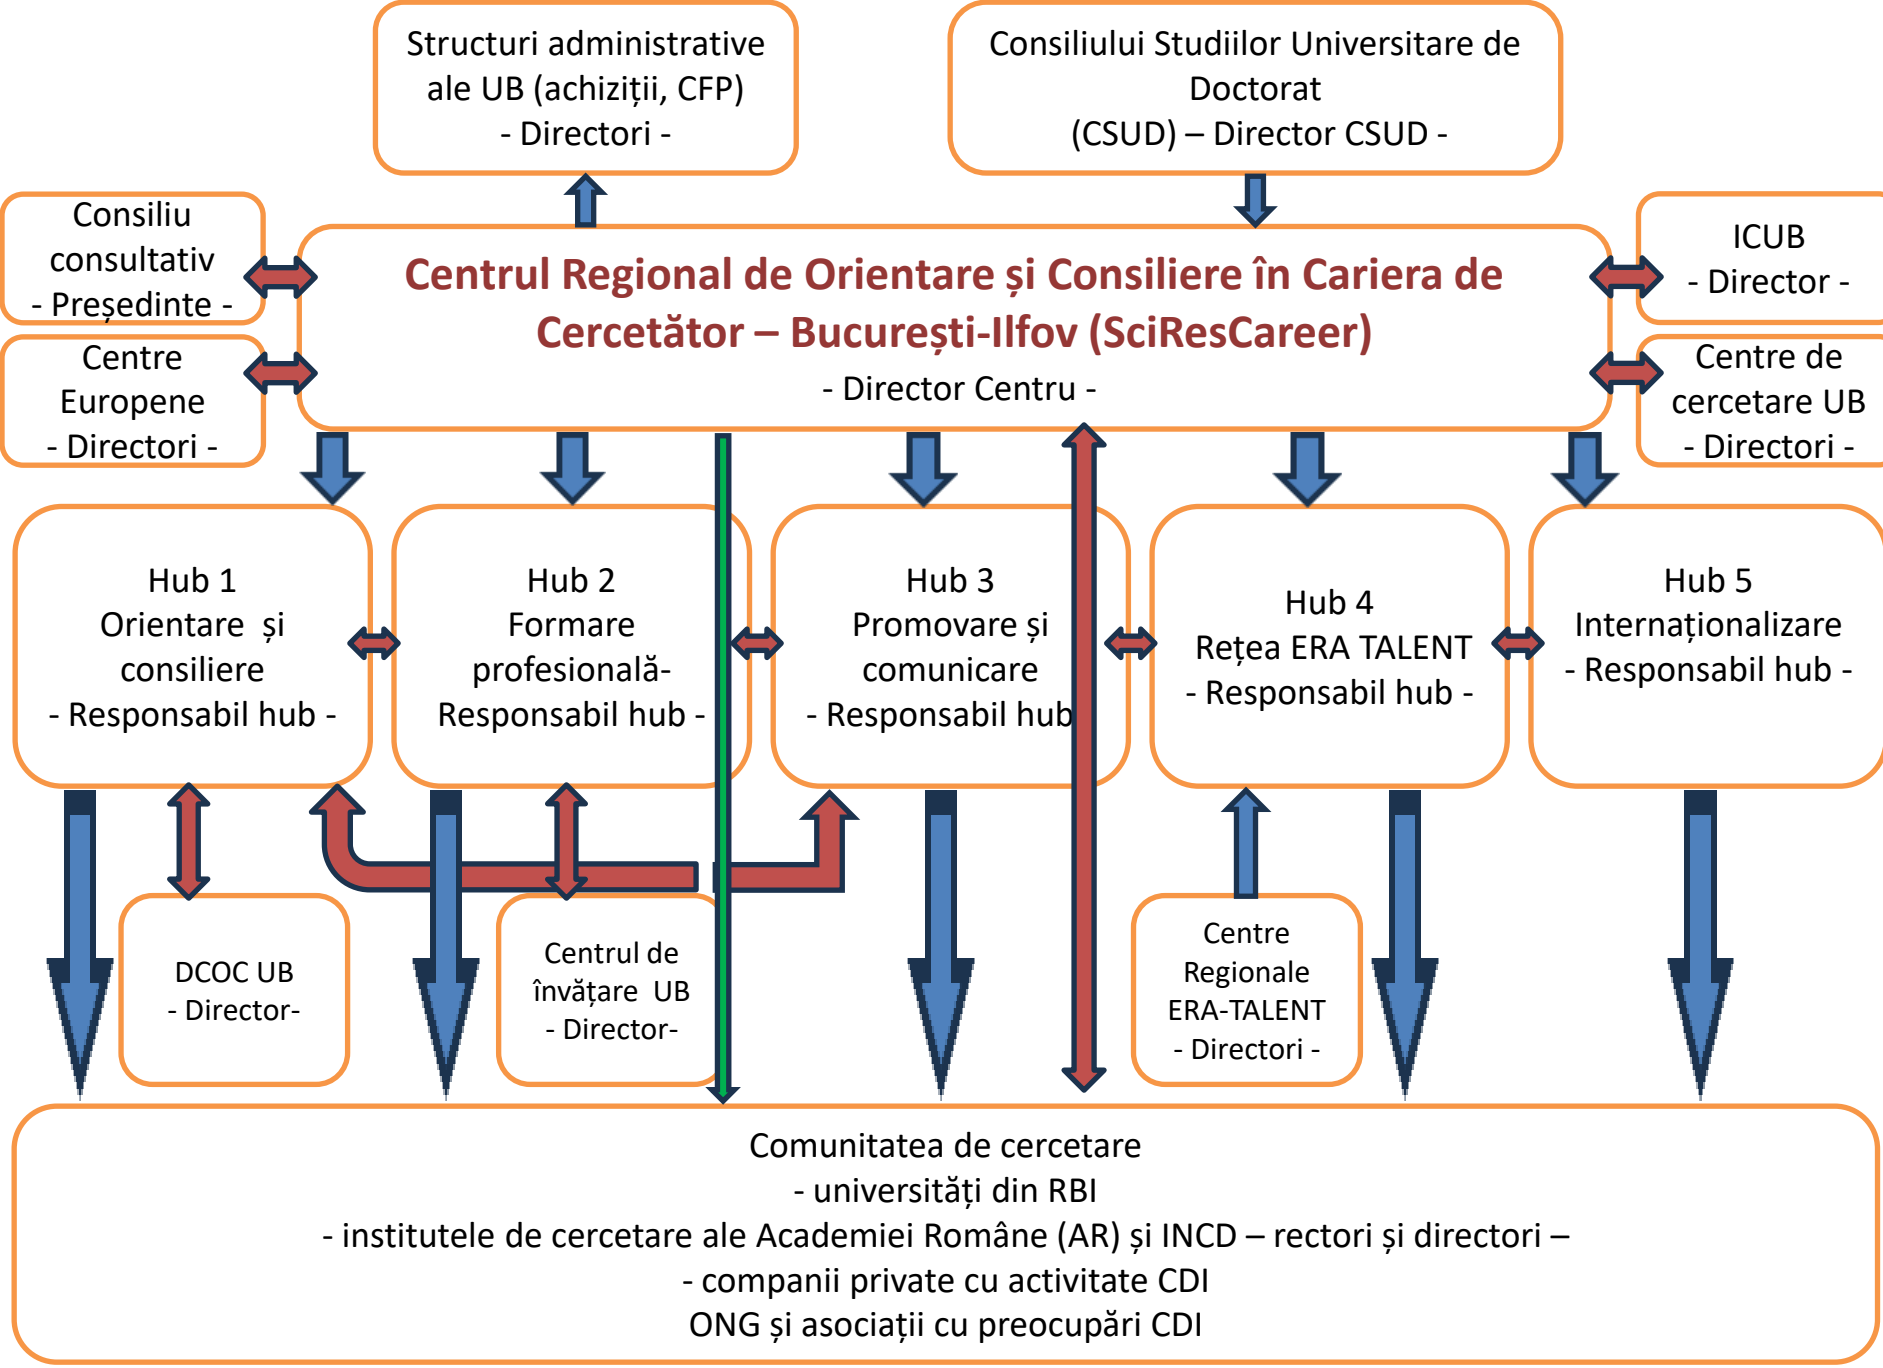 Structuri administrative
ale UB (achiziții, CFP)
- Directori -
Consiliului Studiilor Universitare de
Doctorat
(CSUD) – Director CSUD -
Consiliu
consultativ
- Președinte -
Centrul Regional de Orientare și Consiliere în Cariera de
Cercetător – București-Ilfov (SciResCareer)
- Director Centru -
ICUB
- Director -
Centre
Europene
- Directori -
Centre de
cercetare UB
- Directori -
Hub 1
Orientare  și
consiliere
- Responsabil hub -
Hub 2
Formare
profesională-
Responsabil hub -
Hub 3
Promovare și
comunicare
- Responsabil hub
Hub 4
Rețea ERA TALENT
- Responsabil hub -
Hub 5
Internaționalizare
- Responsabil hub -
DCOC UB
- Director-
Centrul de
învățare  UB
- Director-
Centre
Regionale
ERA-TALENT
- Directori -
Comunitatea de cercetare
- universități din RBI
- institutele de cercetare ale Academiei Române (AR) și INCD – rectori și directori –
- companii private cu activitate CDI
ONG și asociații cu preocupări CDI